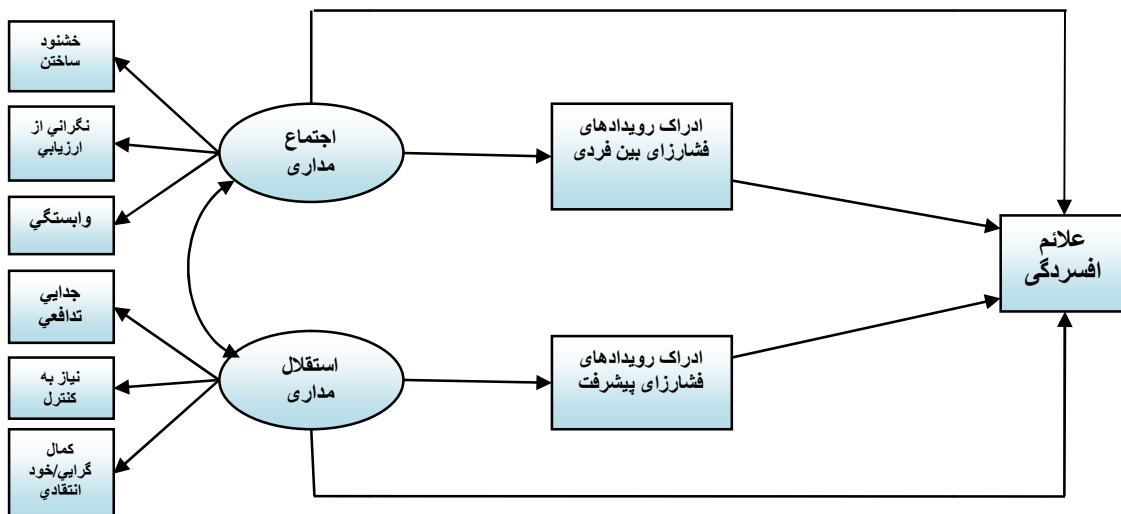 خشنود
ساختن
نگراني از
ارزيابي
وابستگي
جدايي
تدافعي
نياز به
كنترل
كمال
گرايي/خود
انتقادي
اجتماع
مداری
استقلال
مداری
ادراک رویدادهای
فشارزای بین فردی
ادراک رویدادهای
فشارزای پیشرفت
علائم
افسردگی